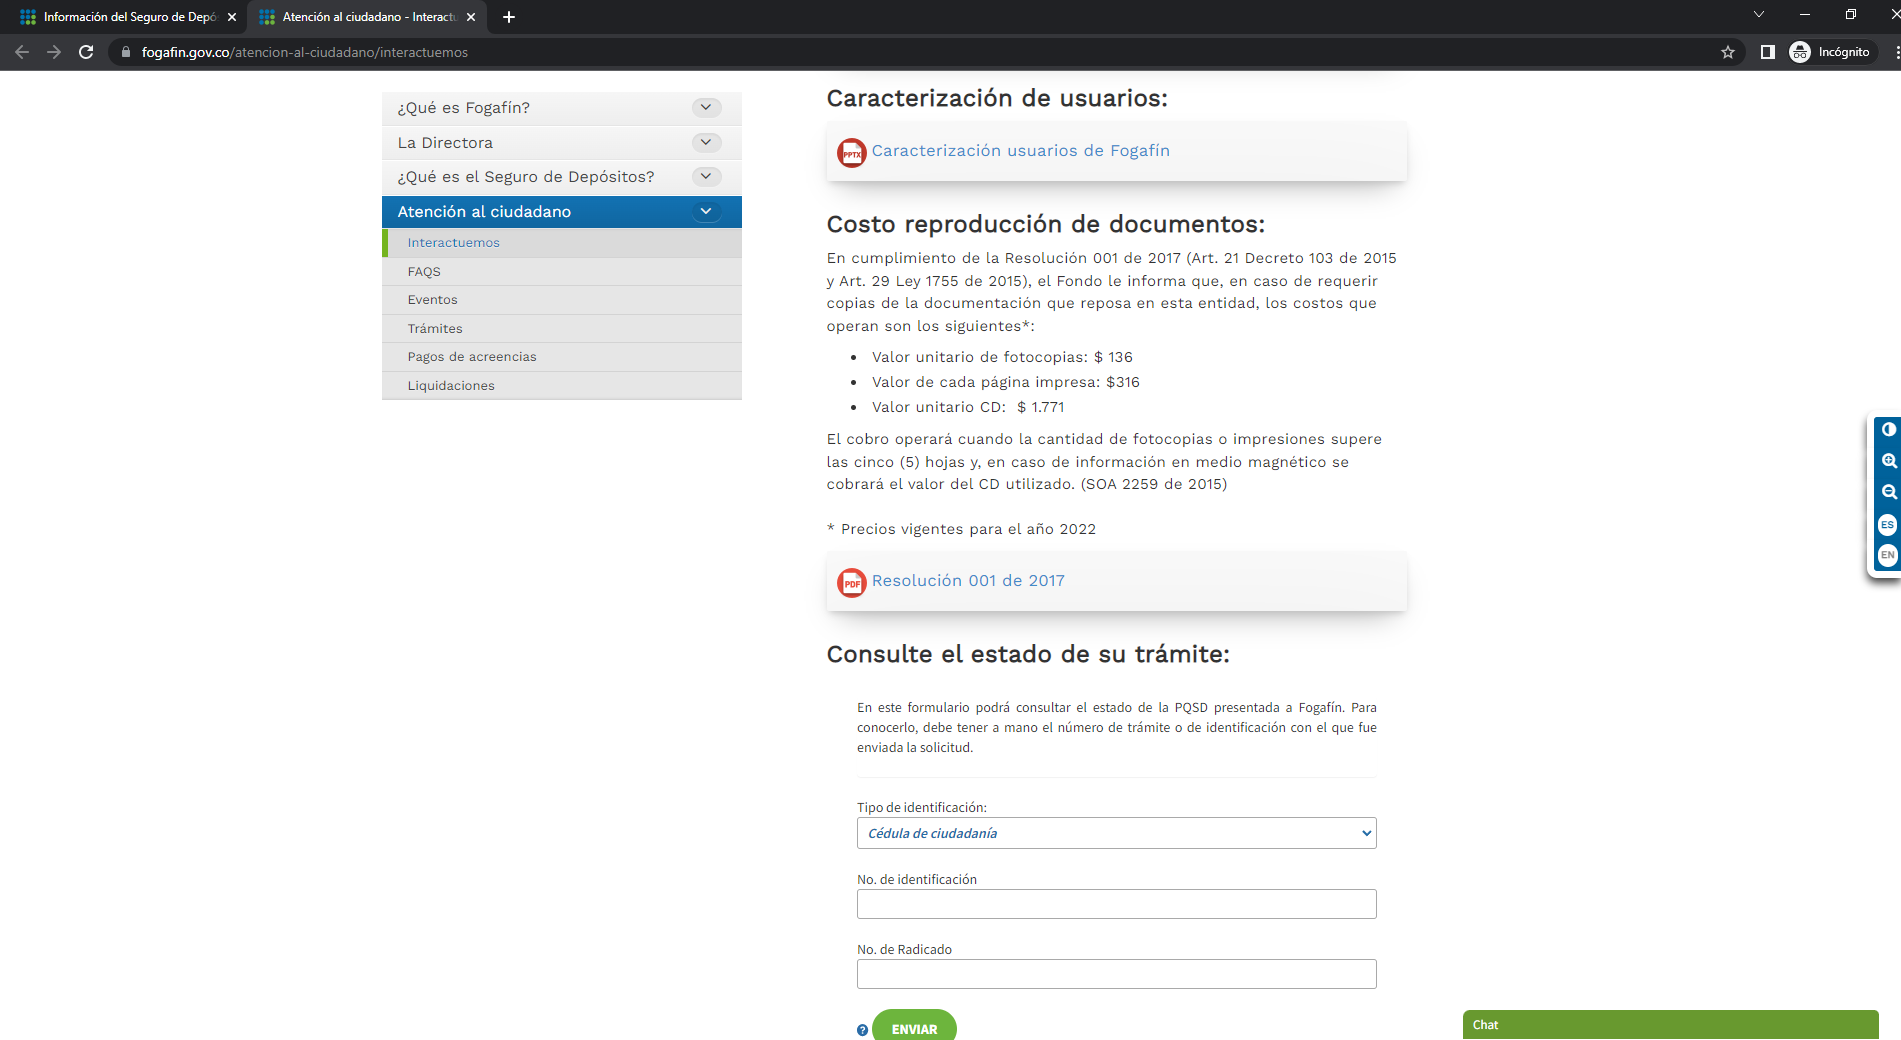 Información del Seguro de Depó
Atención al ciudadano - Interactu
fogafin.gov.co/atencion-al-ciudadano/interactuemos
Incógnito
¿Qué es Fogafín?
La Directora
¿Qué es el Seguro de Depósitos?
Atención al ciudadano
Interactuemos
FAQS
Eventos
Trámites
Pagos de acreencias
Liquidaciones
Caracterización de usuarios:
PPTX
Caracterización usuarios de Fogafín
Costo reproducción de documentos:
En cumplimiento de la Resolución 001 de 2017 (Art. 21 Decreto 103 de 2015
y Art. 29 Ley 1755 de 2015), el Fondo le informa que, en caso de requerir
copias de la documentación que reposa en esta entidad, los costos que
operan son los siguientes*:
• Valor unitario de fotocopias: $ 136
• Valor de cada página impresa: $316
• Valor unitario CD:  $ 1.771
El cobro operará cuando la cantidad de fotocopias o impresiones supere
las cinco (5) hojas y, en caso de información en medio magnético se
cobrará el valor del CD utilizado. (SOA 2259 de 2015)
* Precios vigentes para el año 2022
PDF
Resolución 001 de 2017
Consulte el estado de su trámite:
En este formulario podrá consultar el estado de la PQSD presentada a Fogafín. Para
conocerlo, debe tener a mano el número de trámite o de identificación con el que fue
enviada la solicitud.
Tipo de identificación:
Cédula de ciudadanía
No. de identificación
No. de Radicado
?
ENVIAR
ES
EN
Chat